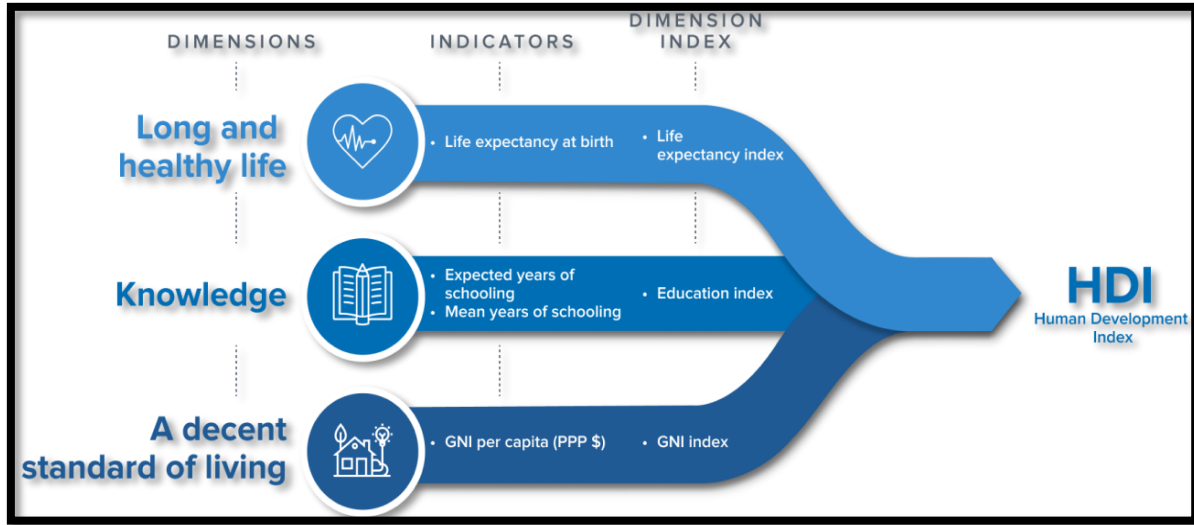 DIMENSIONS
INDICATORS
DIMENSION
INDEX
Long and
healthy life
• Life expectancy at birth
• Life
expectancy index
Knowledge
• Expected years of
schooling
• Mean years of schooling
• Education index
A decent
standard of living
• GNI per capita (PPP $)
• GNI index
HDI
Human Development
Index